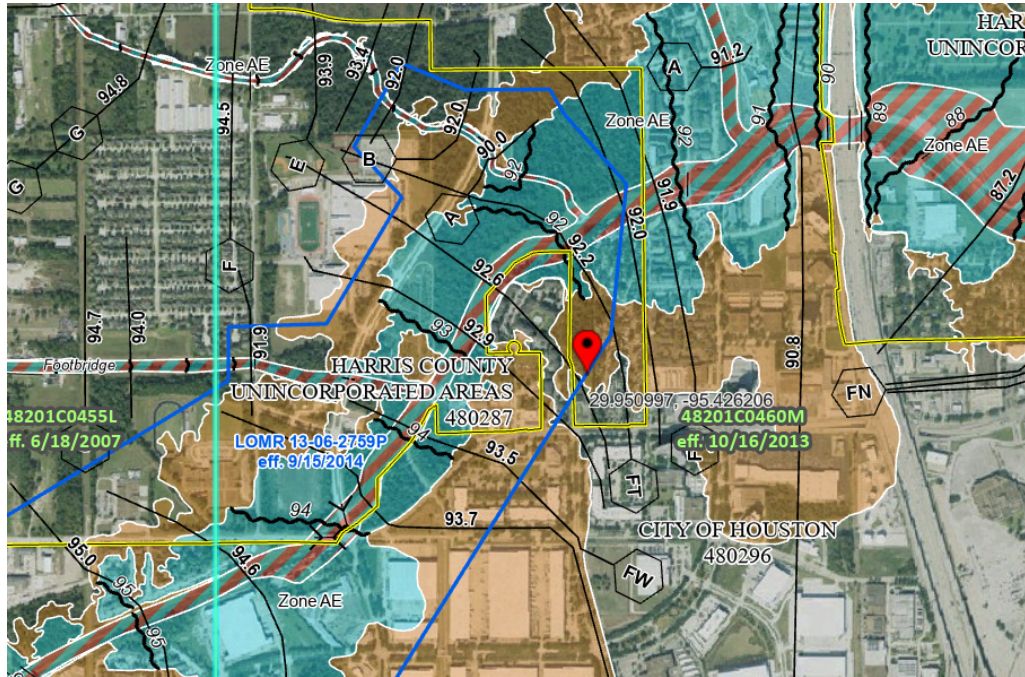 HAR
UNINCOR
91.2
A
90
94.8
Zone AE
93.9
93.4
92.0
G
94.5
92.0
Zone AE
92
91
89
88
Zone AE
E
B
90.0
92
G
91.9
87.2
A
92
92.2
92.0
F
92.6
94.7
94.0
91.9
93
92.9
90.8
Footbridge
HARRIS COUNTY
UNINCORPORATED AREAS
480287
29.950997, -95.426206
FN
48201C0455L
eff. 6/18/2007
LOMR 13-06-2759P
eff. 9/15/2014
94
93.5
48201C0460M
eff. 10/16/2013
FT
94
93.7
CITY OF HOUSTON
480296
95.0
94.6
FW
95
Zone AE
95